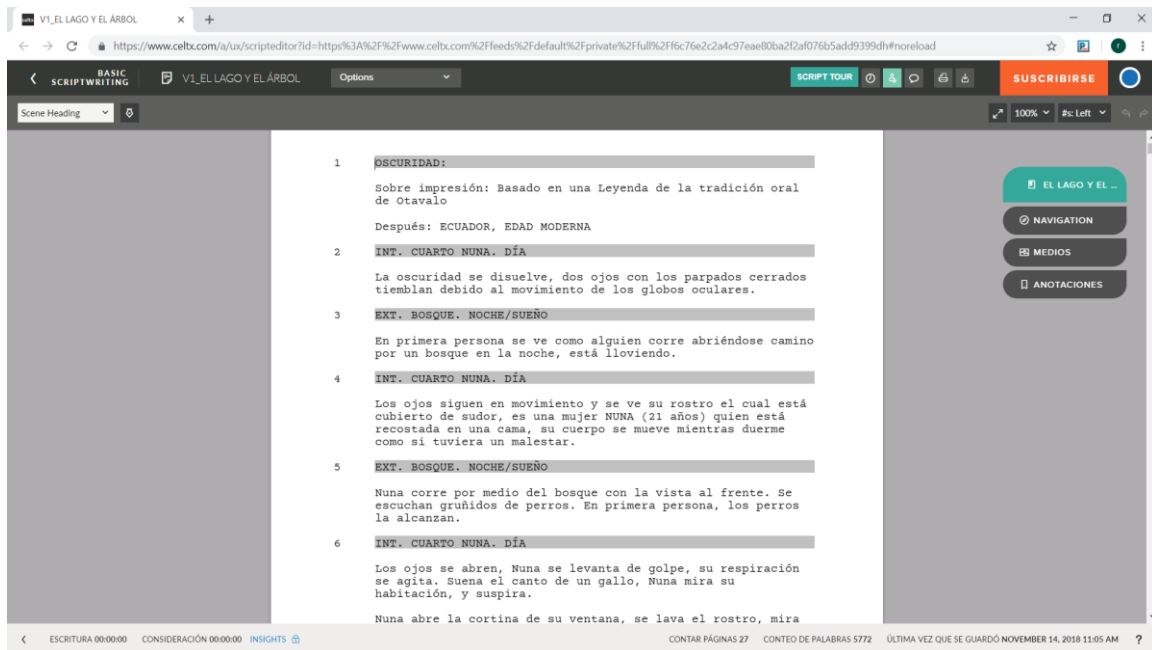 celtx V1_EL LAGO Y EL ÁRBOL
https://www.celtx.com/a/ux/scripteditor?id=https%3A%2F%2Fwww.celtx.com%2Ffeeds%2Fdefault%2Fprivate%2Ffull%2Ff6c76e2c2a4c97eae80ba2f2af076b5add9399dh#noreload
BASIC
SCRIPTWRITING
V1_EL LAGO Y EL ÁRBOL
Options
SCRIPT TOUR
SUSCRIBIRSE
Scene Heading
100%
#s: Left
1 OSCURIDAD:
Sobre impresión: Basado en una Leyenda de la tradición oral
de Otavalo
Después: ECUADOR, EDAD MODERNA
2 INT. CUARTO NUNA. DÍA
La oscuridad se disuelve, dos ojos con los parpados cerrados
tiemblan debido al movimiento de los globos oculares.
3 EXT. BOSQUE. NOCHE/SUEÑO
En primera persona se ve como alguien corre abriéndose camino
por un bosque en la noche, está lloviendo.
4 INT. CUARTO NUNA. DÍA
Los ojos siguen en movimiento y se ve su rostro el cual está
cubierto de sudor, es una mujer NUNA (21 años) quien está
recostada en una cama, su cuerpo se mueve mientras duerme
como si tuviera un malestar.
5 EXT. BOSQUE. NOCHE/SUEÑO
Nuna corre por medio del bosque con la vista al frente. Se
escuchan gruñidos de perros. En primera persona, los perros
la alcanzan.
6 INT. CUARTO NUNA. DÍA
Los ojos se abren, Nuna se levanta de golpe, su respiración
se agita. Suena el canto de un gallo, Nuna mira su
habitación, y suspira.
Nuna abre la cortina de su ventana, se lava el rostro, mira
EL LAGO Y EL ...
NAVIGATION
MEDIOS
ANOTACIONES
ESCRITURA 00:00:00 CONSIDERACIÓN 00:00:00 INSIGHTS
CONTAR PÁGINAS 27 CONTEO DE PALABRAS 5772 ÚLTIMA VEZ QUE SE GUARDÓ NOVEMBER 14, 2018 11:05 AM ?